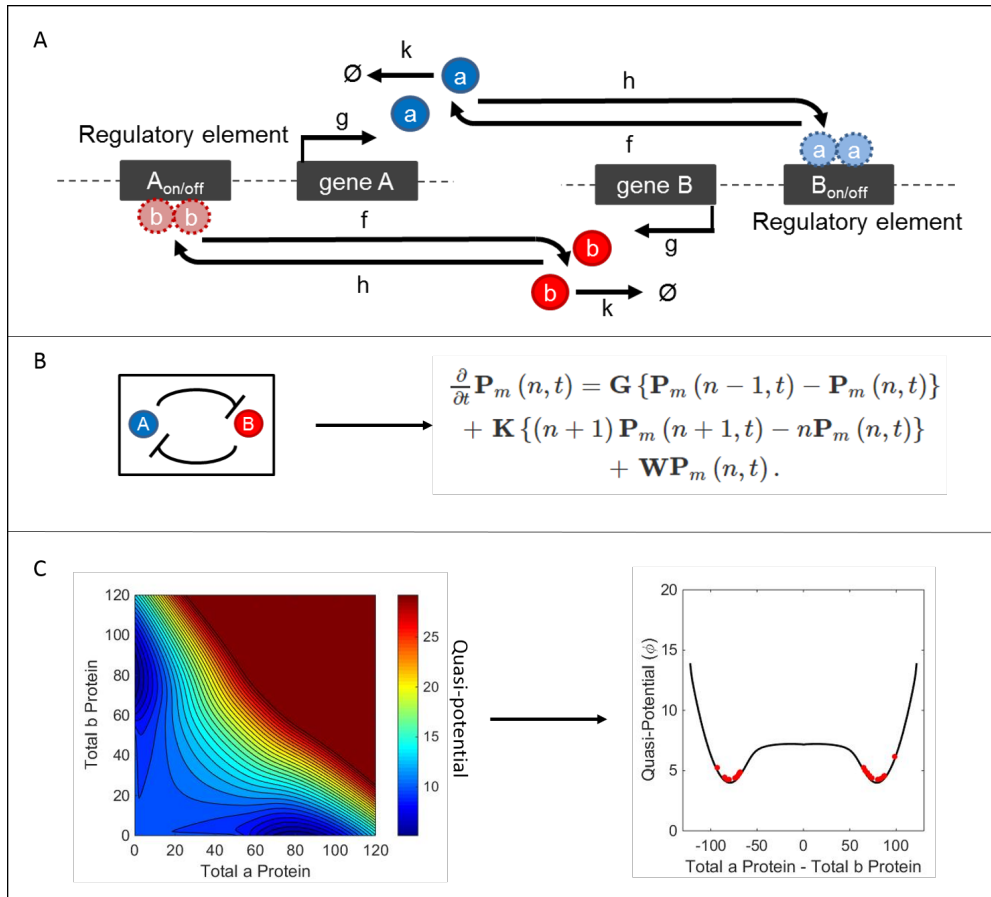 A
k
Ø
a
a
h
f
g
Regulatory element
A on/off
gene A
gene B
B on/off
a a
b b
Regulatory element
f
h
b
g
b
k
Ø
B
A
B
∂/∂t P_m (n, t) = G {P_m (n − 1, t) − P_m (n, t)}
+ K {(n + 1) P_m (n + 1, t) − nP_m (n, t)}
+ WP_m (n, t) .
C
120
100
80
60
40
20
0
Total b Protein
0 20 40 60 80 100 120
Total a Protein
25
20
15
10
5
Quasi-potential
20
15
10
5
0
Quasi-Potential (ϕ)
-100 -50 0 50 100
Total a Protein - Total b Protein